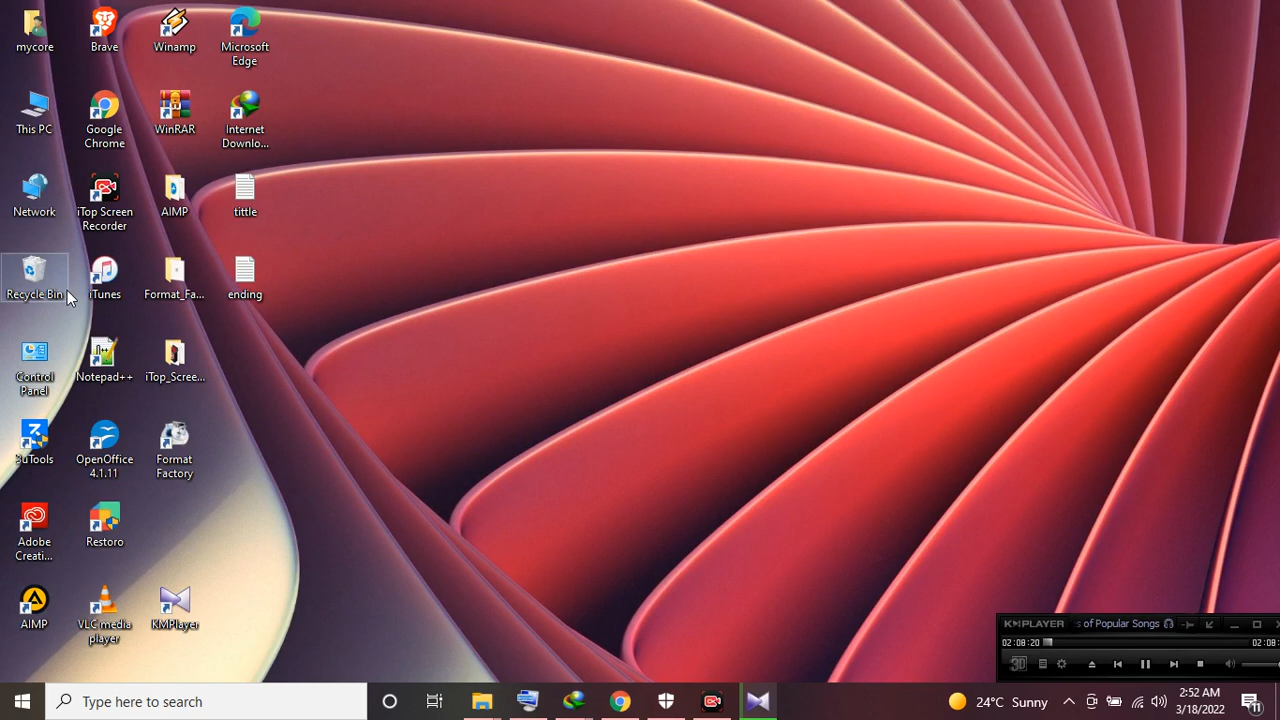 mycore
Brave
Winamp
Microsoft
Edge
This PC
Google
Chrome
WinRAR
Internet
Downlo...
Network
iTop Screen
Recorder
AIMP
tittle
Recycle Bin
iTunes
Format_Fa...
ending
Control
Panel
Notepad++
iTop_Scree...
3uTools
OpenOffice
4.1.11
Format
Factory
Adobe
Creati...
Restoro
AIMP
VLC media
player
KMPlayer
KMPLAYER
s of Popular Songs
02:08:20
02:08:
3D
Type here to search
24°C Sunny
2:52 AM
3/18/2022
11